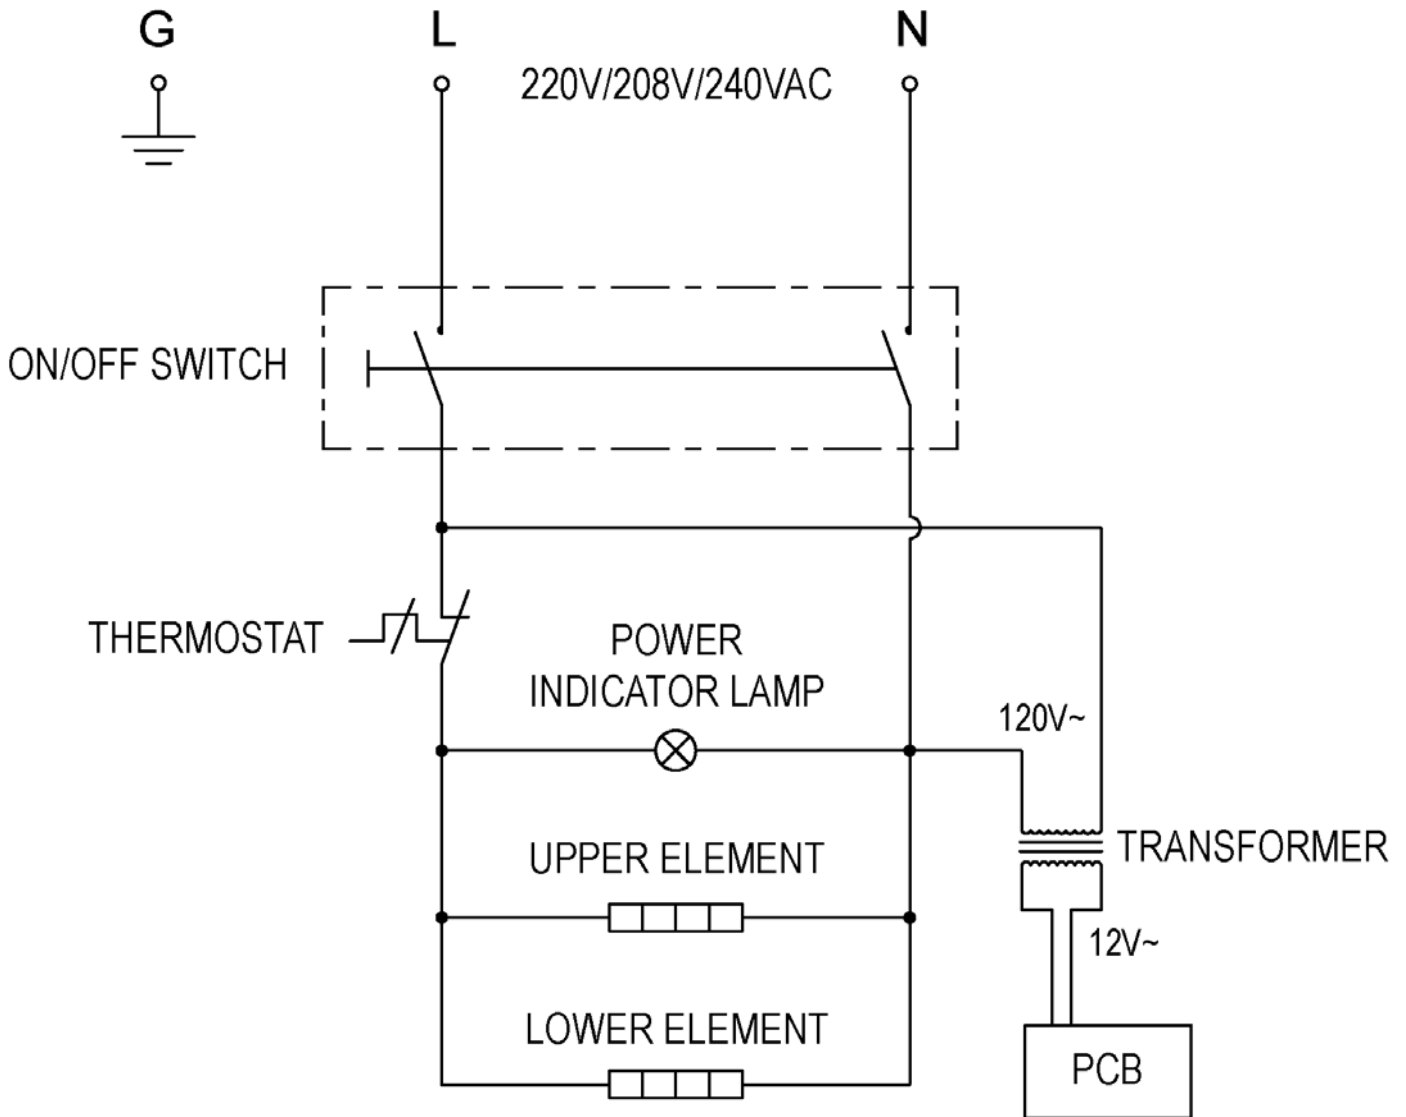 G
L
N
220V/208V/240VAC
ON/OFF SWITCH
THERMOSTAT
POWER
INDICATOR LAMP
120V~
UPPER ELEMENT
TRANSFORMER
12V~
LOWER ELEMENT
PCB